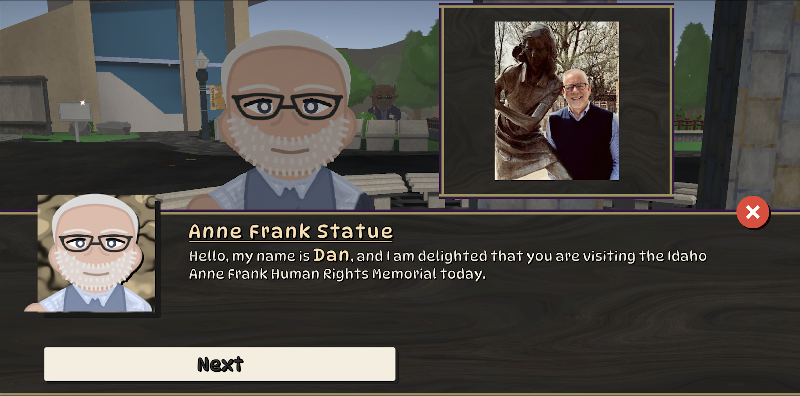 Anne Frank Statue
Hello, my name is Dan, and I am delighted that you are visiting the Idaho
Anne Frank Human Rights Memorial today.
Next